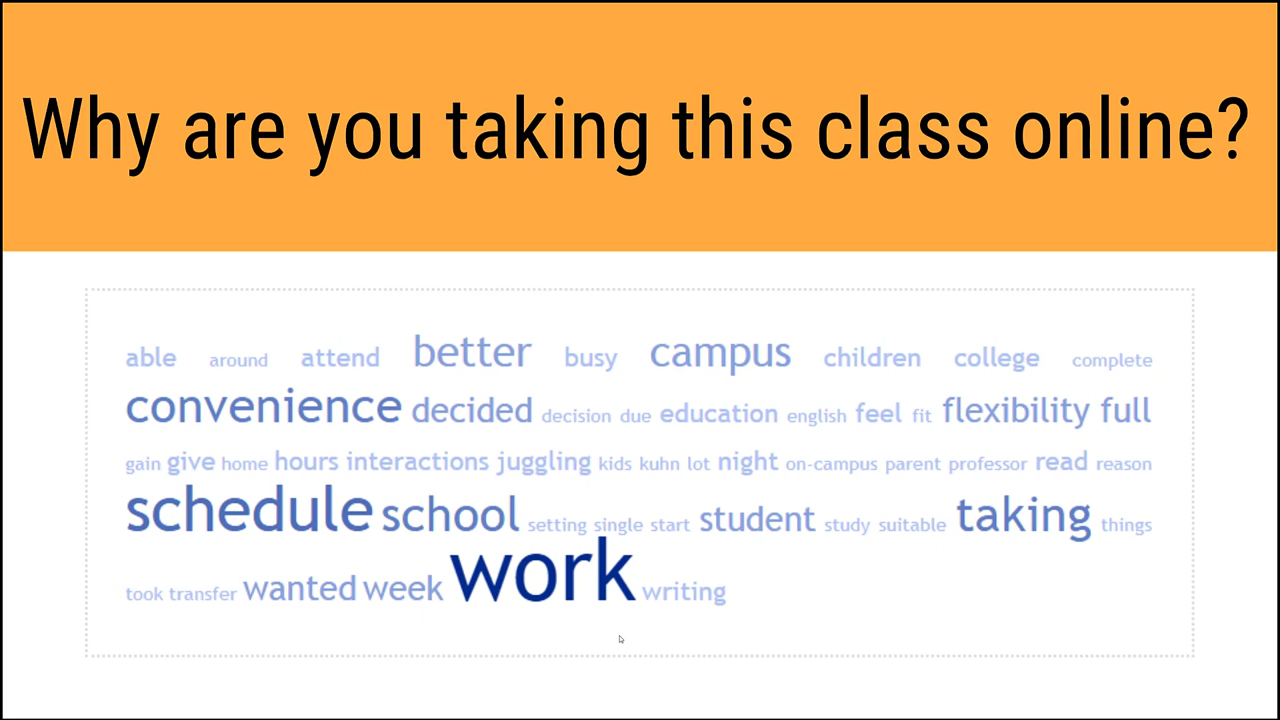 Why are you taking this class online?
able around attend better busy campus children college complete
convenience decided decision due education english feel fit flexibility full
gain give home hours interactions juggling kids kuhn lot night on-campus parent professor read reason
schedule school setting single start student study suitable taking things
took transfer wanted week work writing